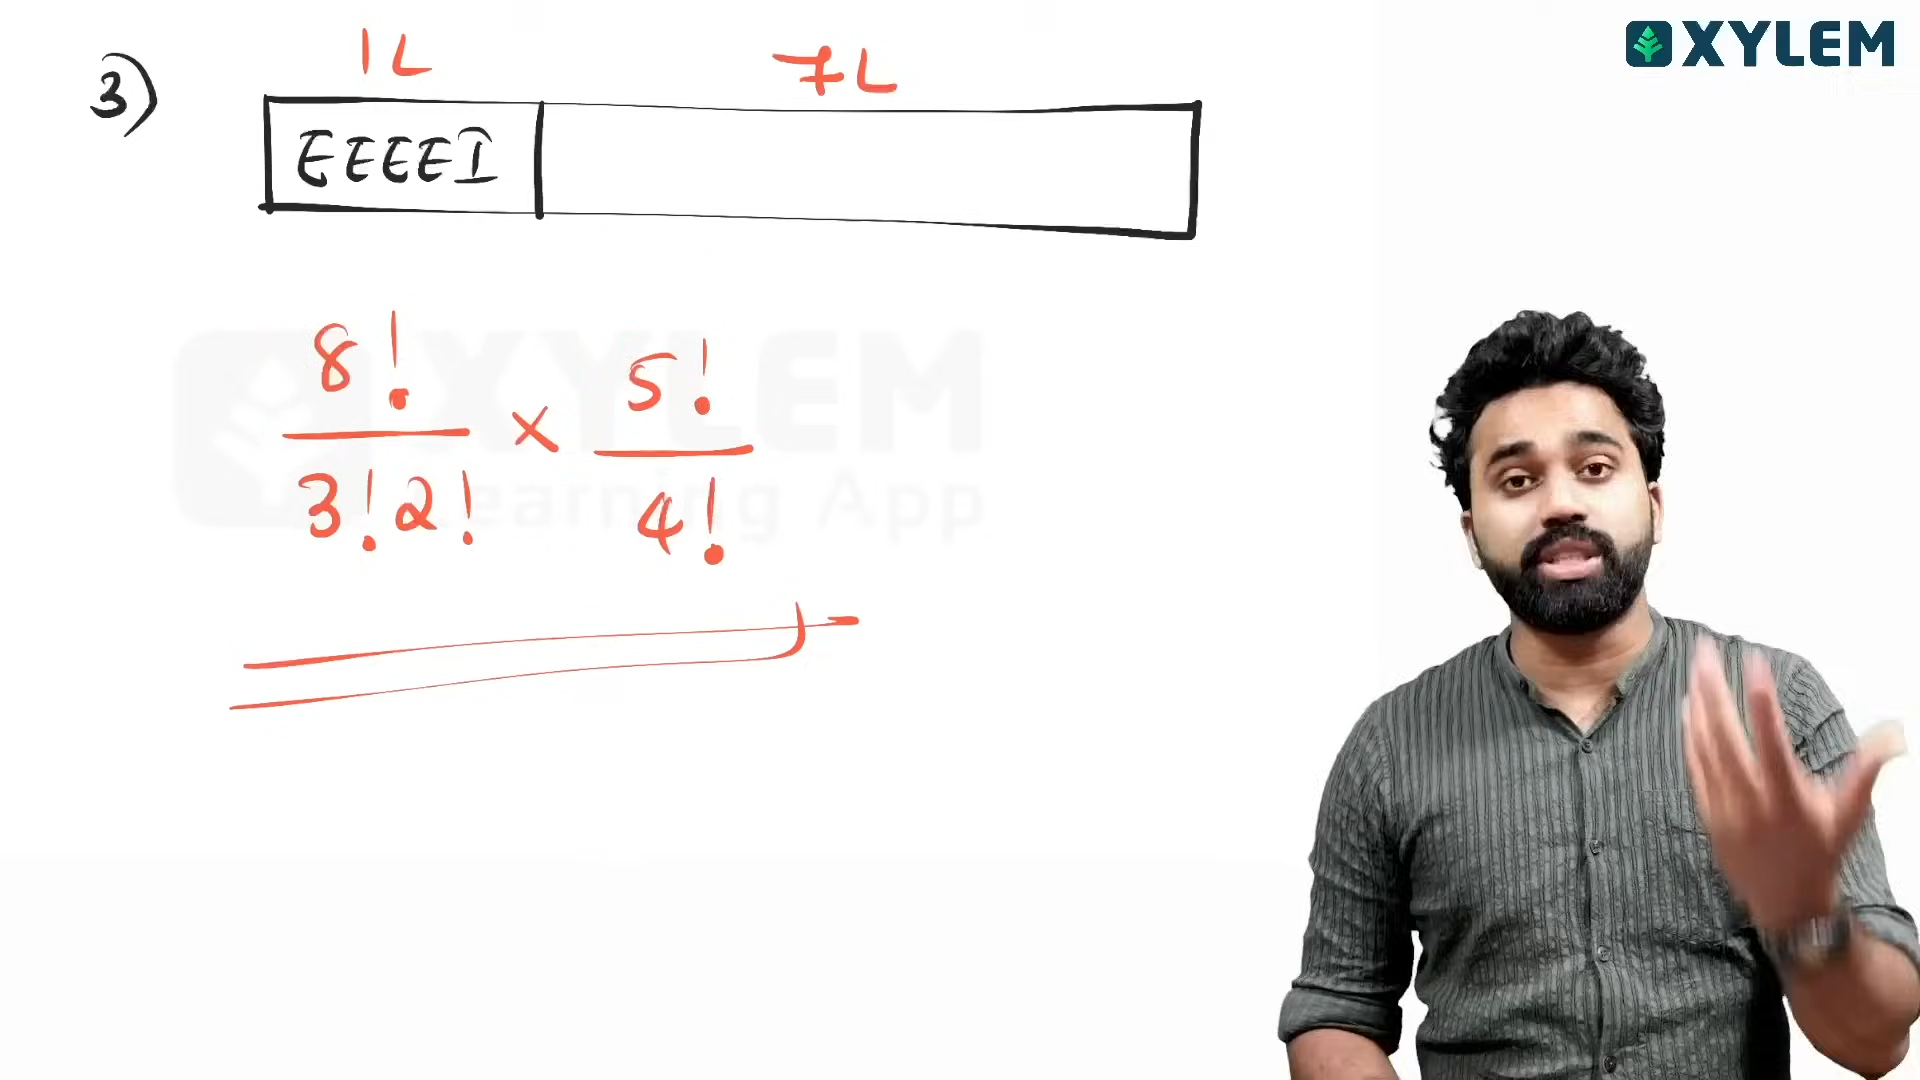 XYLEM
1L 7L
3) EEEEI
8! / 3!2! × 5! / 4!
XYLEM
Learning App